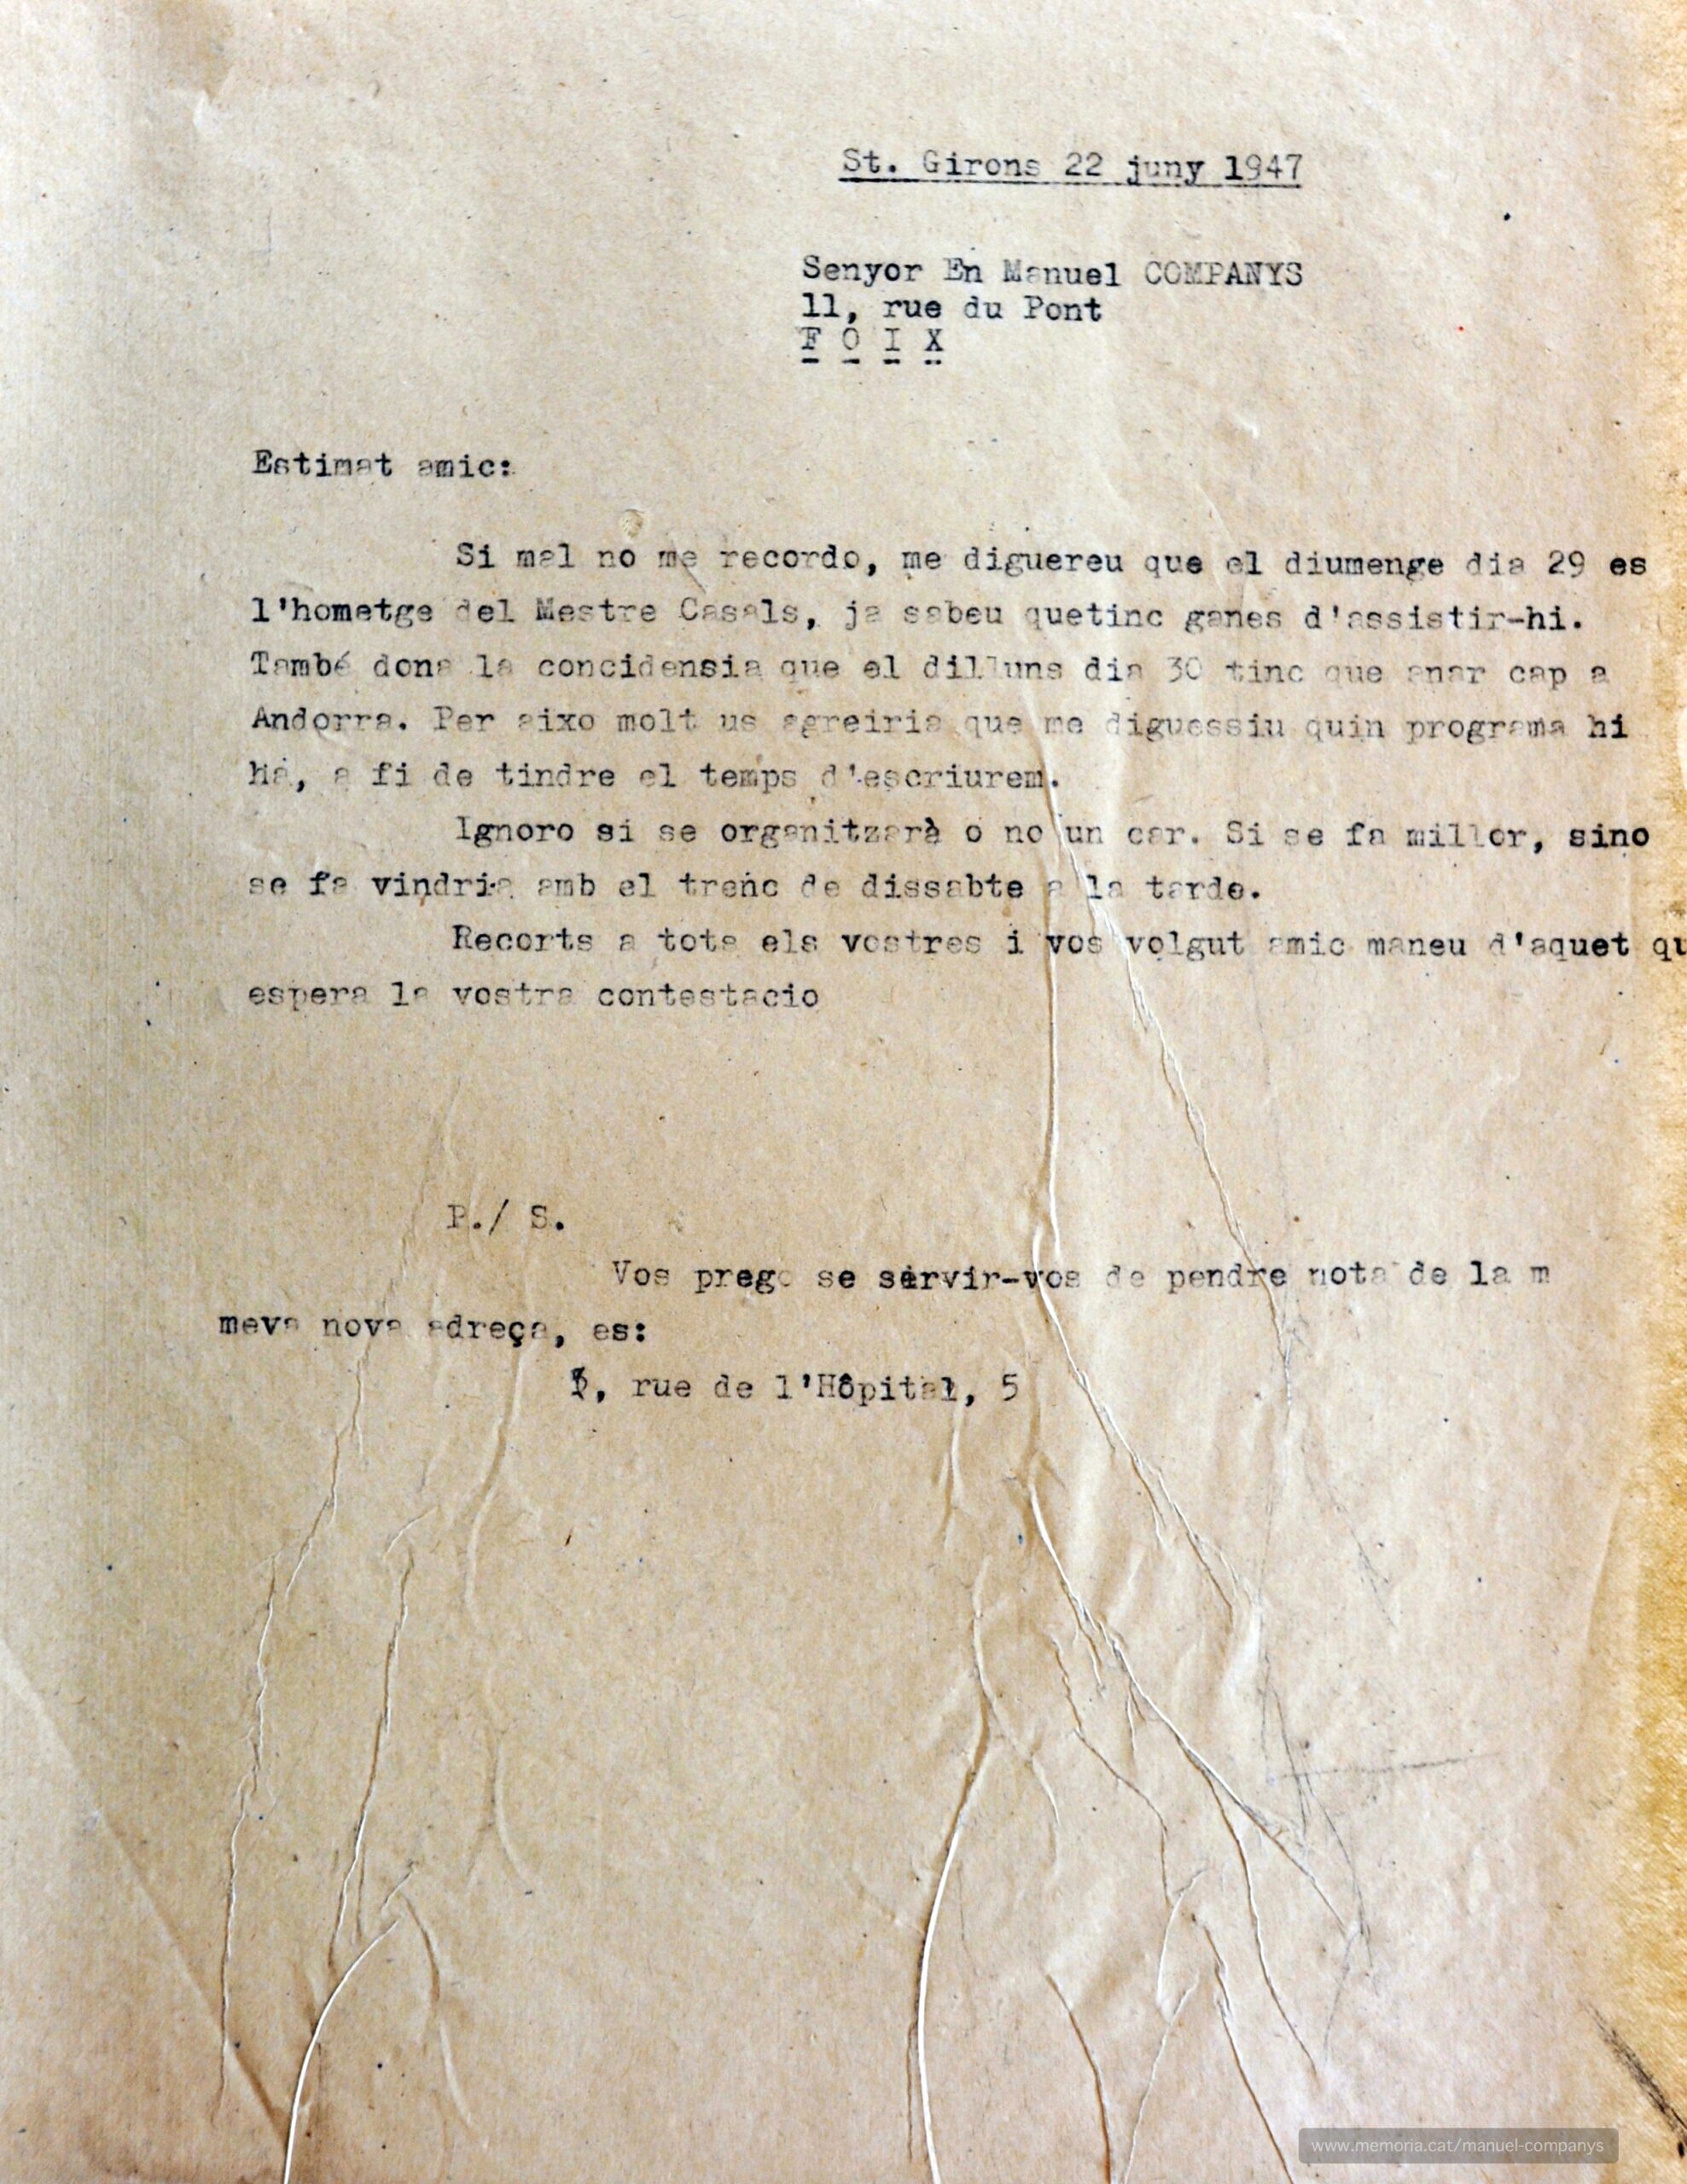 St. Girons 22 juny 1947
Senyor En Manuel COMPANYS
11, rue du Pont
F O I X
Estimat amic:
Si mal no me recordo, me diguereu que el diumenge dia 29 es
l'hometge del Mestre Casals, ja sabeu quetinc ganes d'assistir-hi.
També dona la concidensia que el dilluns dia 30 tinc que anar cap a
Andorra. Per aixo molt us agreiria que me diguessiu quin programa hi
Ha, a fi de tindre el temps d'escriurem.
Ignoro si se organitzarà o no un car. Si se fa millor, sino
se fa vindria amb el trenc de dissabte a la tarde.
Recorts a tots els vostres i vos volgut amic maneu d'aquet qu
espera la vostra contestacio
P./ S.
Vos prego se servir-vos de pendre nota de la m
meva nova adreça, es:
, rue de l'Hôpital, 5
www.memoria.cat/manuel-companys